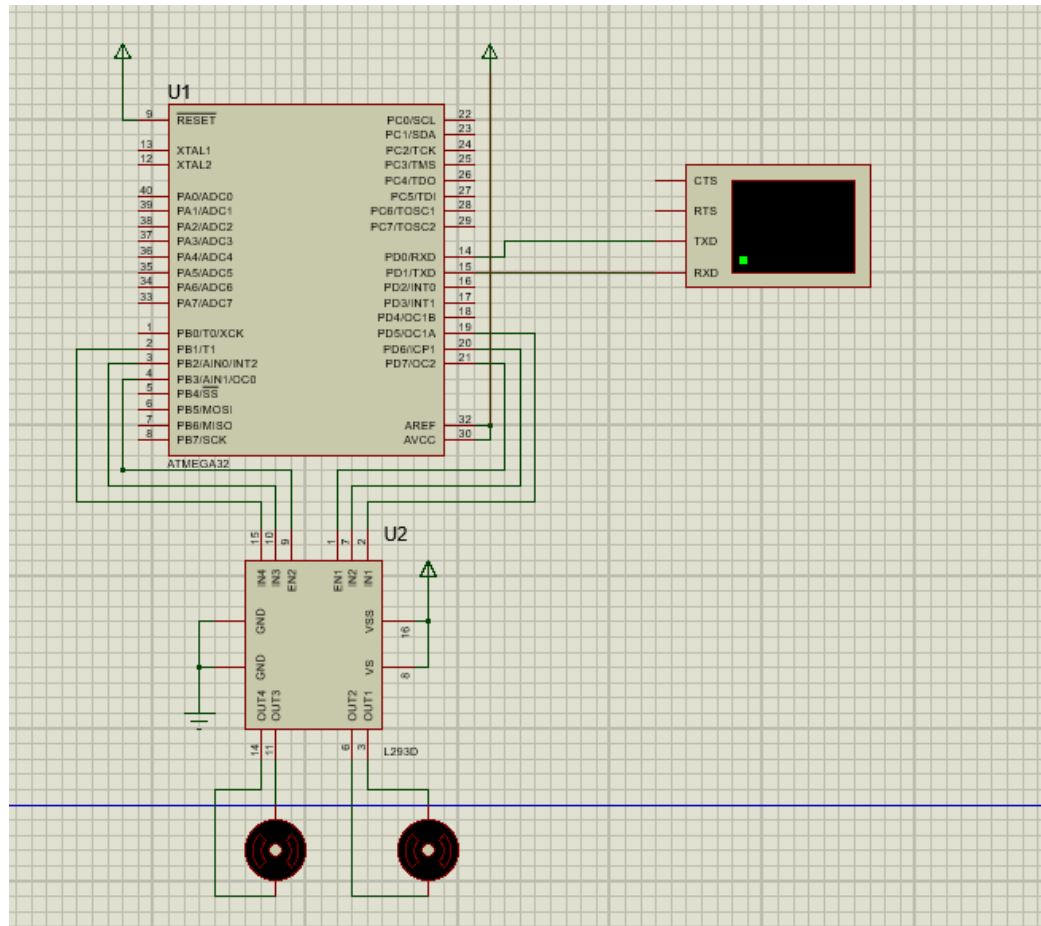 U1
9 RESET
13 XTAL1
12 XTAL2
40 PA0/ADC0
39 PA1/ADC1
38 PA2/ADC2
37 PA3/ADC3
36 PA4/ADC4
35 PA5/ADC5
34 PA6/ADC6
33 PA7/ADC7
1 PB0/T0/XCK
2 PB1/T1
3 PB2/AIN0/INT2
4 PB3/AIN1/OC0
5 PB4/SS
6 PB5/MOSI
7 PB6/MISO
8 PB7/SCK
PC0/SCL 22
PC1/SDA 23
PC2/TCK 24
PC3/TMS 25
PC4/TDO 26
PC5/TDI 27
PC6/TOSC1 28
PC7/TOSC2 29
PD0/RXD 14
PD1/TXD 15
PD2/INT0 16
PD3/INT1 17
PD4/OC1B 18
PD5/OC1A 19
PD6/ICP1 20
PD7/OC2 21
AREF 32
AVCC 30
ATMEGA32
CTS
RTS
TXD
RXD
U2
15 10 9 1 7 2
IN4 IN3 EN2 EN1 IN2 IN1
GND VSS 16
GND VS 8
OUT4 OUT3 OUT2 OUT1
14 11 6 3
L293D